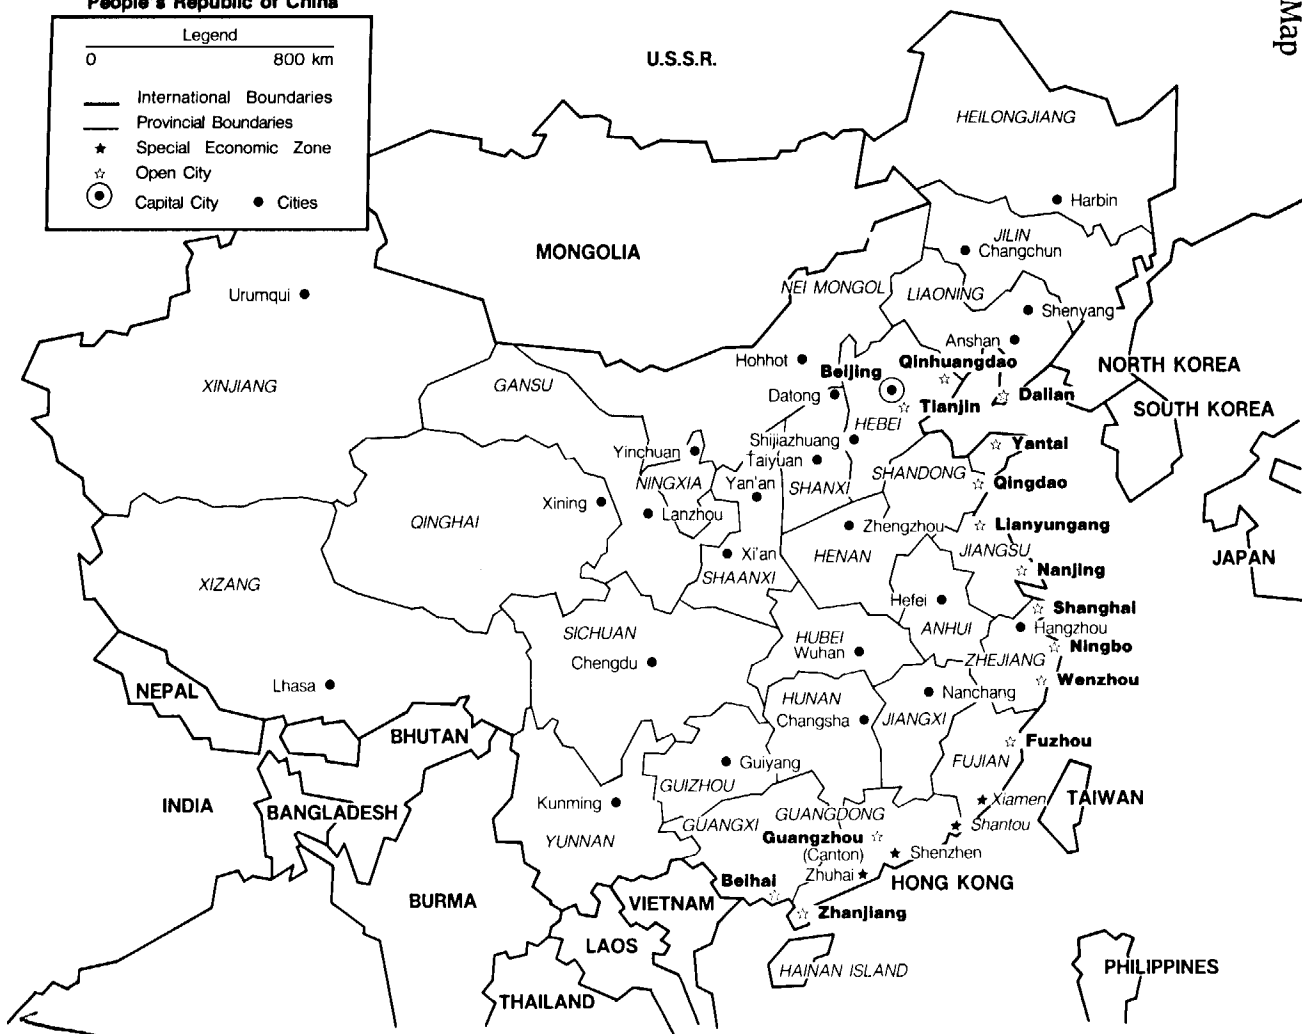 People's Republic of China
Map
Legend
0 800 km
International Boundaries
Provincial Boundaries
Special Economic Zone
Open City
Capital City Cities
U.S.S.R.
HEILONGJIANG
Harbin
JILIN
Changchun
MONGOLIA
NEI MONGOL
LIAONING
Urumqui
Shenyang
Anshan
Hohhot
Qinhuangdao
Beijing
NORTH KOREA
XINJIANG
GANSU
Datong
Tianjin
Dalian
SOUTH KOREA
HEBEI
Shijiazhuang
Yinchuan
Taiyuan
Yantai
SHANDONG
NINGXIA
Yan'an
SHANXI
Qingdao
Xining
Lanzhou
QINGHAI
Zhengzhou
Lianyungang
Xi'an
HENAN
JIANGSU
JAPAN
SHAANXI
Nanjing
XIZANG
Hefei
Shanghai
ANHUI
Hangzhou
SICHUAN
HUBEI
Wuhan
Ningbo
Chengdu
ZHEJIANG
Wenzhou
Lhasa
NEPAL
HUNAN
Nanchang
Changsha
JIANGXI
BHUTAN
Fuzhou
Guiyang
FUJIAN
GUIZHOU
INDIA
BANGLADESH
Kunming
Xiamen
TAIWAN
GUANGXI
GUANGDONG
Shantou
YUNNAN
Guangzhou
(Canton)
Shenzhen
Zhuhai
HONG KONG
Beihai
BURMA
VIETNAM
Zhanjiang
LAOS
HAINAN ISLAND
PHILIPPINES
THAILAND